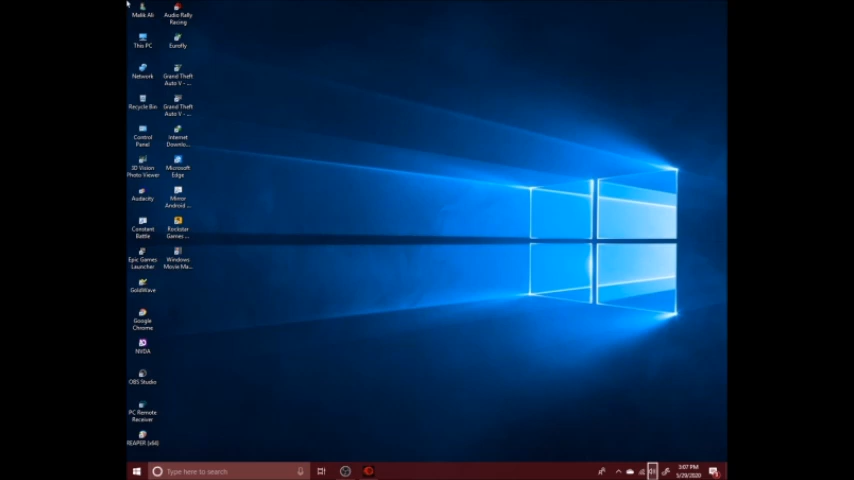 Malik Ali
Audio Rally
Racing
This PC
Eurofly
Network
Grand Theft
Auto V - ...
Recycle Bin
Grand Theft
Auto V - ...
Control
Panel
Internet
Downlo...
3D Vision
Photo Viewer
Microsoft
Edge
Audacity
Mirror
Android ...
Constant
Battle
Rockstar
Games ...
Epic Games
Launcher
Windows
Movie Ma...
GoldWave
Google
Chrome
NVDA
OBS Studio
PC Remote
Receiver
REAPER (x64)
Type here to search
3:07 PM
5/29/2020